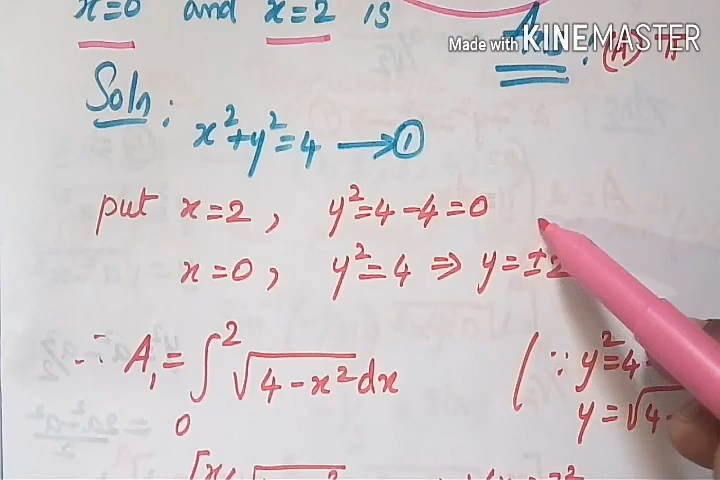 x=0 and x=2 is
Made with KINEMASTER
Ans: (A) π
Soln:
x²+y²=4 → ①
put x=2, y²=4-4=0
x=0, y²=4 ⇒ y=±2
∴ A₁ = ∫₀² √(4-x²) dx
(∵ y²=4-
y=√4-